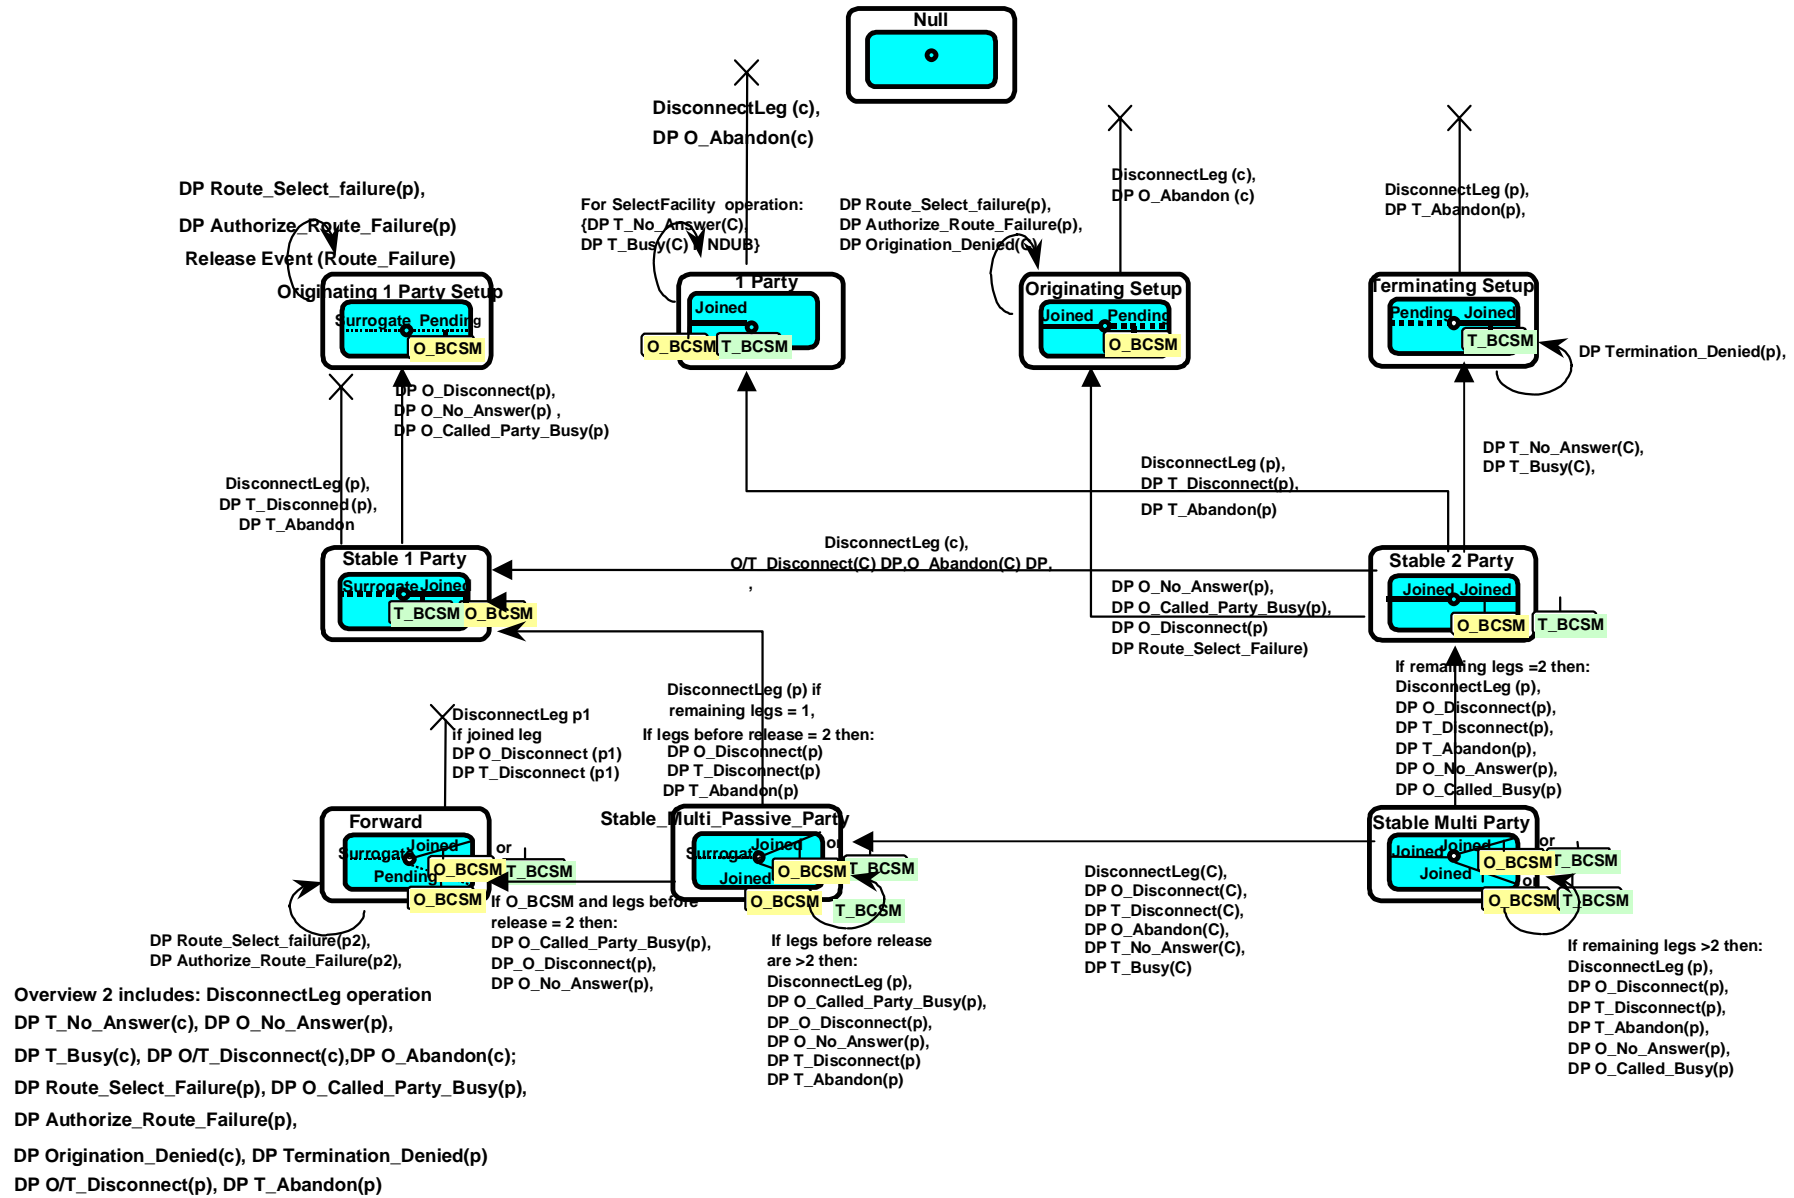 Null
DisconnectLeg (c),
DP O_Abandon(c)
DisconnectLeg (c),
DP O_Abandon (c)
DisconnectLeg (p),
DP T_Abandon(p),
DP Route_Select_failure(p),
DP Authorize_Route_Failure(p)
Release Event (Route_Failure)
For SelectFacility operation:
{DP T_No_Answer(C),
DP T_Busy(C) NDUB}
DP Route_Select_failure(p),
DP Authorize_Route_Failure(p),
DP Origination_Denied(C)
Originating 1 Party Setup
Surrogate Pending
O_BCSM
1 Party
Joined
O_BCSM T_BCSM
Originating Setup
Joined Pending
O_BCSM
Terminating Setup
Pending Joined
T_BCSM
DP Termination_Denied(p),
DP O_Disconnect(p),
DP O_No_Answer(p) ,
DP O_Called_Party_Busy(p)
DisconnectLeg (p),
DP T_Disconned (p),
DP T_Abandon
DisconnectLeg (p),
DP T_Disconnect(p),
DP T_Abandon(p)
DP T_No_Answer(C),
DP T_Busy(C),
Stable 1 Party
Surrogate Joined
T_BCSM O_BCSM
DisconnectLeg (c),
O/T_Disconnect(C) DP,O_Abandon(C) DP,
,
DP O_No_Answer(p),
DP O_Called_Party_Busy(p),
DP O_Disconnect(p)
DP Route_Select_Failure)
Stable 2 Party
Joined Joined
O_BCSM T_BCSM
If remaining legs =2 then:
DisconnectLeg (p),
DP O_Disconnect(p),
DP T_Disconnect(p),
DP T_Abandon(p),
DP O_No_Answer(p),
DP O_Called_Busy(p)
DisconnectLeg p1
if joined leg
DP O_Disconnect (p1)
DP T_Disconnect (p1)
DisconnectLeg (p) if
remaining legs = 1,
If legs before release = 2 then:
DP O_Disconnect(p)
DP T_Disconnect(p)
DP T_Abandon(p)
Forward
Surrogate Joined or
Pending O_BCSM T_BCSM
O_BCSM
Stable_Multi_Passive_Party
Surrogate Joined or
Joined O_BCSM T_BCSM
O_BCSM T_BCSM
Stable Multi Party
Joined Joined or
Joined O_BCSM T_BCSM
or
O_BCSM T_BCSM
DP Route_Select_failure(p2),
DP Authorize_Route_Failure(p2),
If O_BCSM and legs before
release = 2 then:
DP O_Called_Party_Busy(p),
DP_O_Disconnect(p),
DP O_No_Answer(p),
If legs before release
are >2 then:
DisconnectLeg (p),
DP O_Called_Party_Busy(p),
DP_O_Disconnect(p),
DP O_No_Answer(p),
DP T_Disconnect(p)
DP T_Abandon(p)
DisconnectLeg(C),
DP O_Disconnect(C),
DP T_Disconnect(C),
DP O_Abandon(C),
DP T_No_Answer(C),
DP T_Busy(C)
If remaining legs >2 then:
DisconnectLeg (p),
DP O_Disconnect(p),
DP T_Disconnect(p),
DP T_Abandon(p),
DP O_No_Answer(p),
DP O_Called_Busy(p)
Overview 2 includes: DisconnectLeg operation
DP T_No_Answer(c), DP O_No_Answer(p),
DP T_Busy(c), DP O/T_Disconnect(c),DP O_Abandon(c);
DP Route_Select_Failure(p), DP O_Called_Party_Busy(p),
DP Authorize_Route_Failure(p),
DP Origination_Denied(c), DP Termination_Denied(p)
DP O/T_Disconnect(p), DP T_Abandon(p)